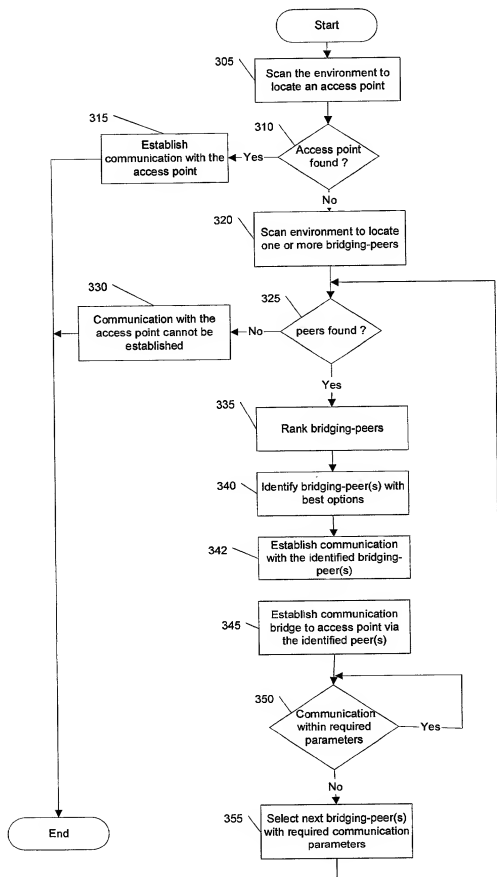 Start
305
Scan the environment to
locate an access point
315
310
Establish
communication with the
access point
Yes
Access point
found ?
No
320
Scan environment to locate
one or more bridging-peers
330
325
Communication with the
access point cannot be
established
No
peers found ?
Yes
335
Rank bridging-peers
340
Identify bridging-peer(s) with
best options
342
Establish communication
with the identified bridging-
peer(s)
345
Establish communication
bridge to access point via
the identified peer(s)
350
Communication
within required
parameters
Yes
No
End
355
Select next bridging-peer(s)
with required communication
parameters